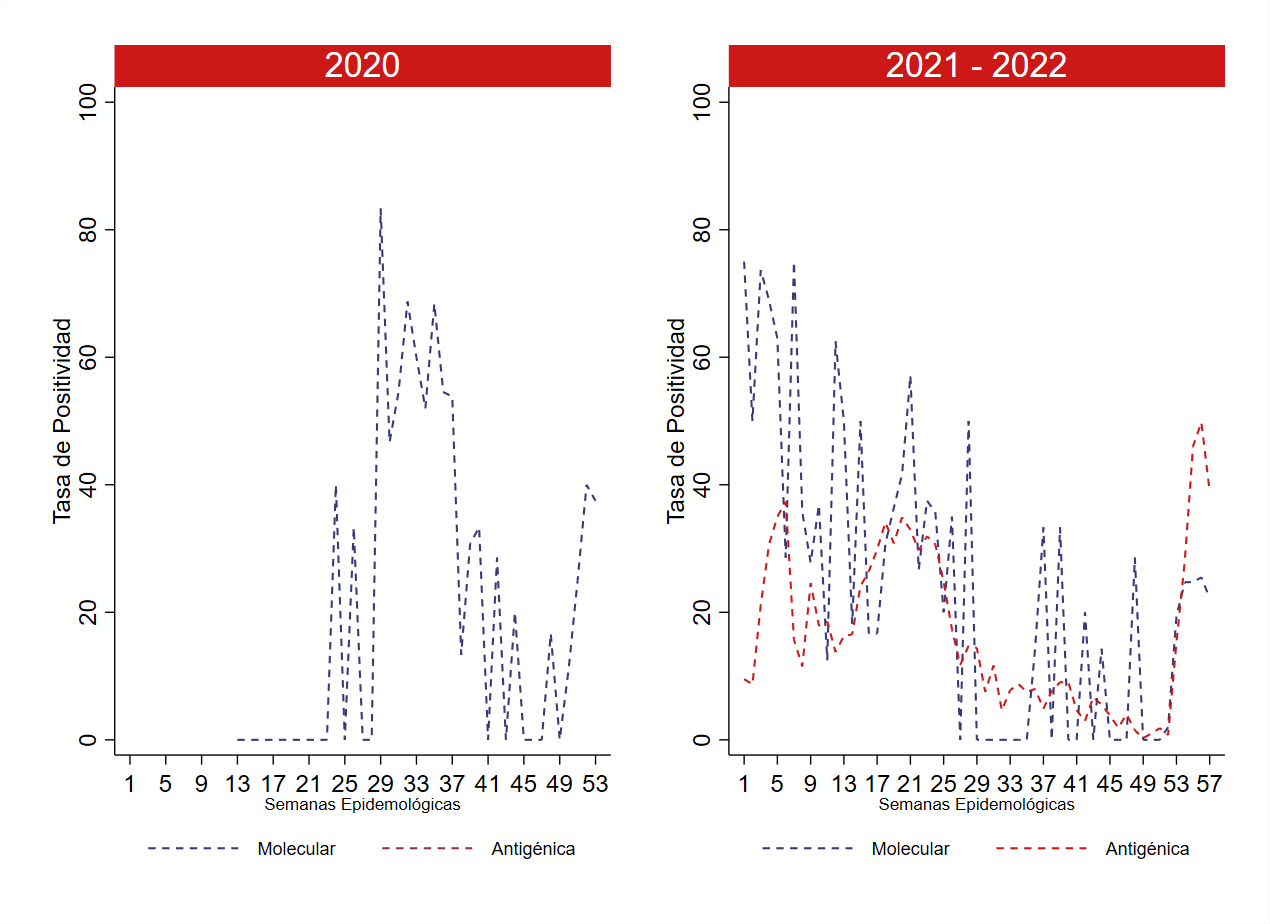 2020
100
80
60
40
20
0
Tasa de Positividad
1 5 9 13 17 21 25 29 33 37 41 45 49 53
Semanas Epidemológicas
Molecular Antigénica
2021 - 2022
100
80
60
40
20
0
Tasa de Positividad
1 5 9 13 17 21 25 29 33 37 41 45 49 53 57
Semanas Epidemológicas
Molecular Antigénica